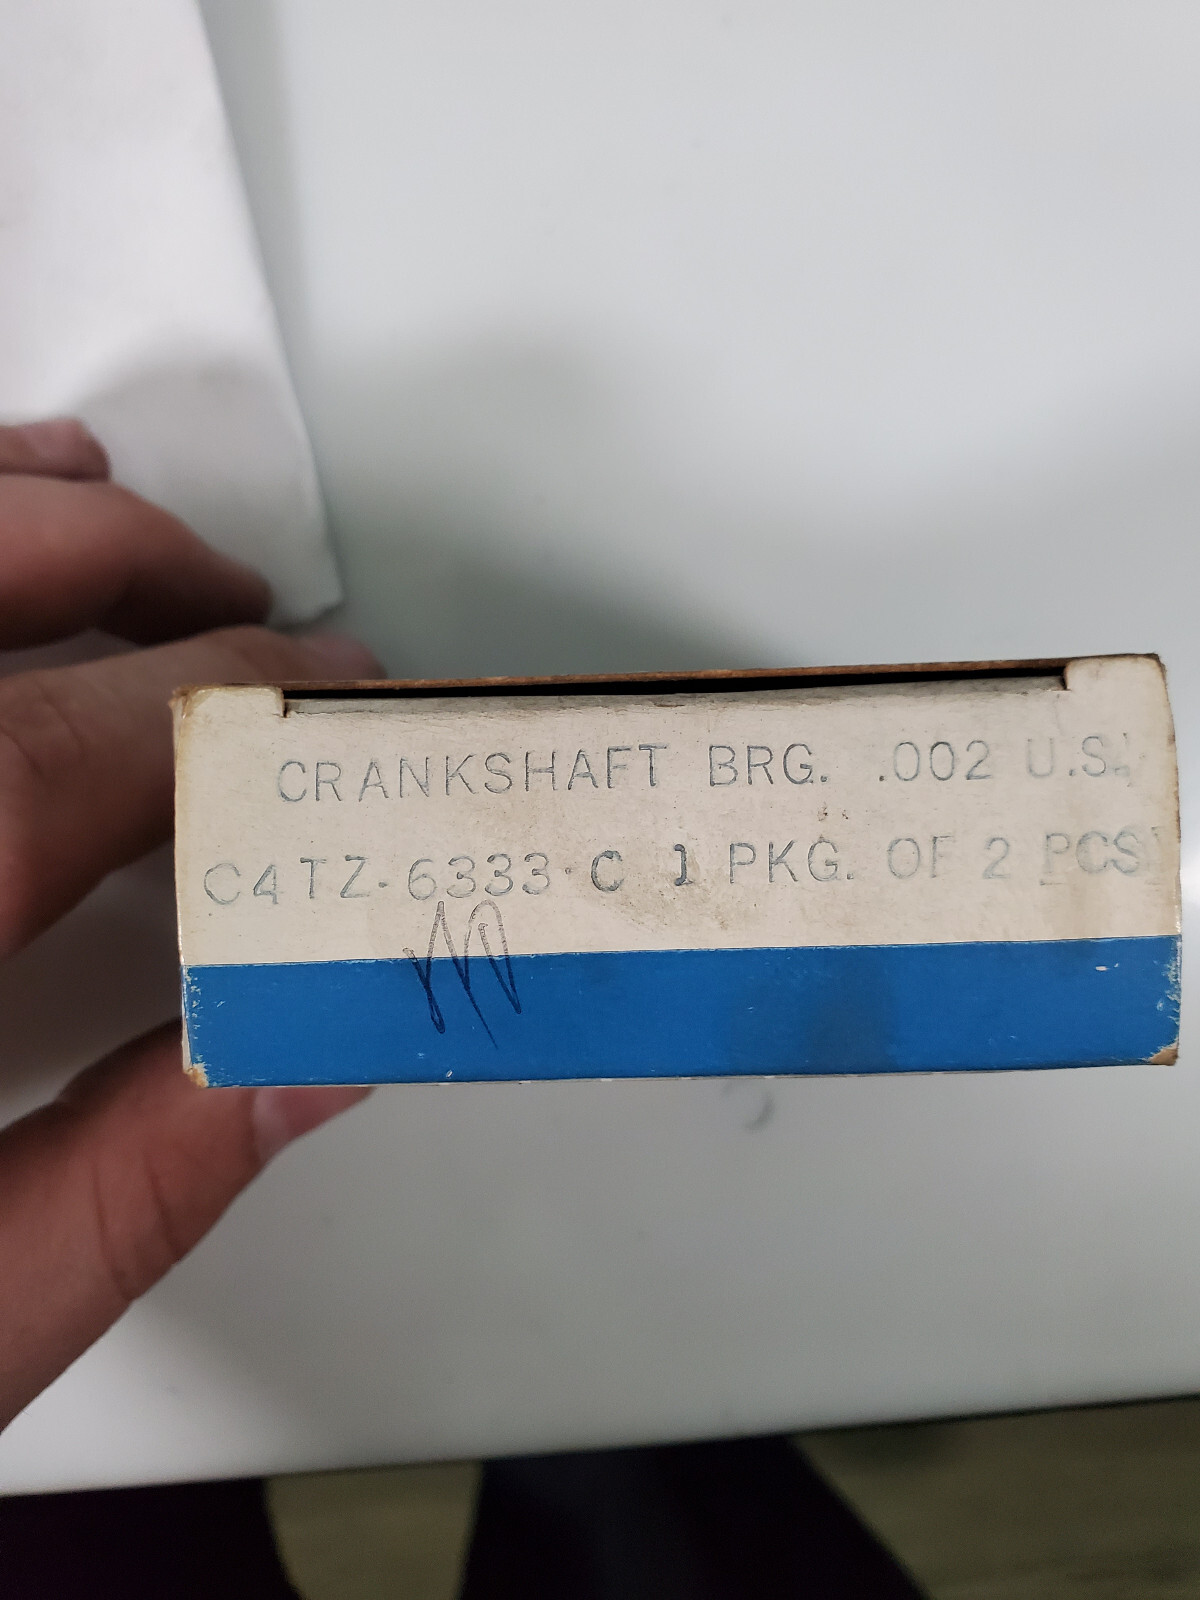 CRANKSHAFT BRG. .002 U.S.
C4TZ-6333-C 1 PKG. OF 2 PCS